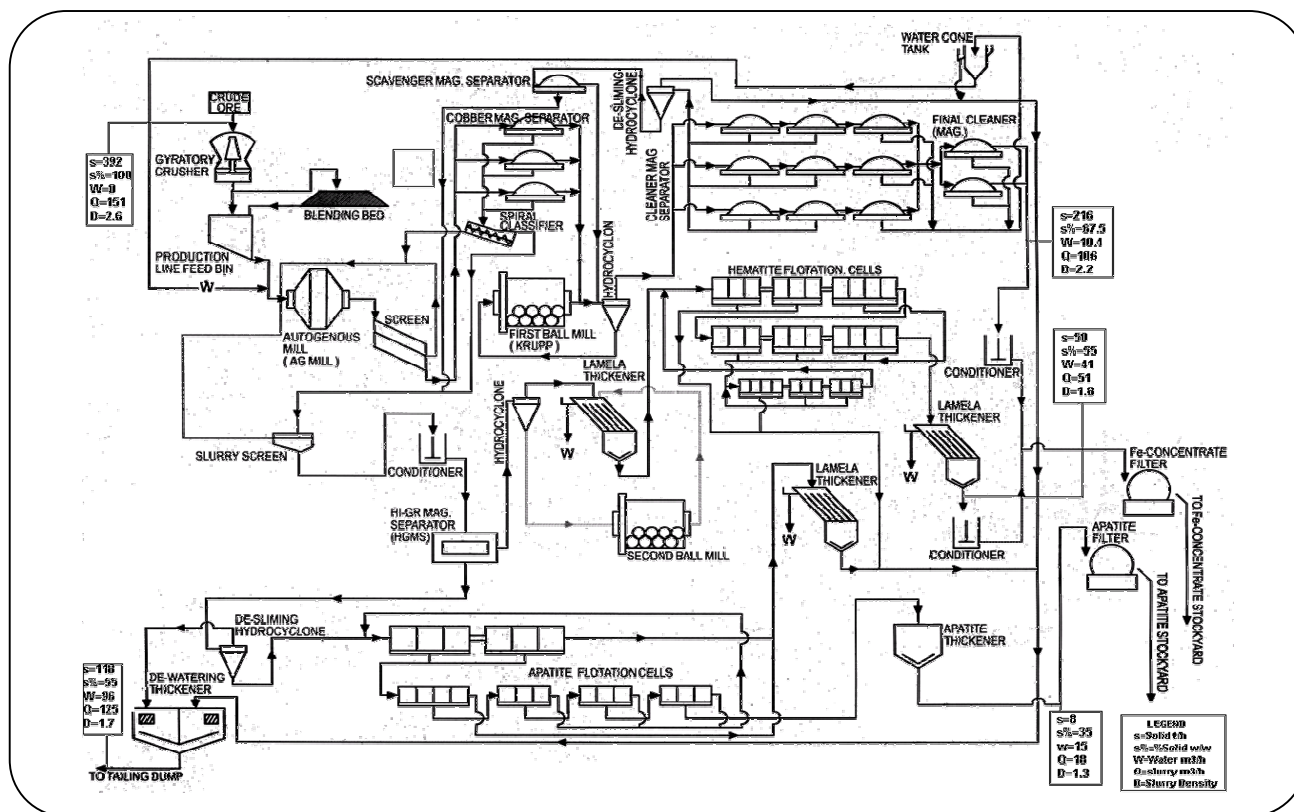 WATER CONE
TANK
SCAVENGER MAG. SEPARATOR
CRUDE
ORE
COBBER MAG. SEPARATOR
DE-SLIMING
HYDROCYCLONE
FINAL CLEANER
(MAG.)
GYRATORY
CRUSHER
s=392
s%=100
W=0
Q=151
D=2.6
BLENDING BED
CLEANER MAG
SEPARATOR
SPIRAL
CLASSIFIER
s=216
s%=97.5
W=10.4
Q=106
D=2.2
PRODUCTION
LINE FEED BIN
HYDROCYCLON
HEMATITE FLOTATION. CELLS
W
SCREEN
AUTOGENOUS
MILL
( AG MILL )
FIRST BALL MILL
( KRUPP )
LAMELA
THICKENER
s=50
s%=55
W=41
Q=51
D=1.6
CONDITIONER
HYDROCYCLONE
LAMELA
THICKENER
W
W
SLURRY SCREEN
CONDITIONER
LAMELA
THICKENER
Fe-CONCENTRATE
FILTER
HI-GR MAG.
SEPARATOR
(HGMS)
W
SECOND BALL MILL
CONDITIONER
APATITE
FILTER
TO Fe-CONCENTRATE STOCKYARD
TO APATITE STOCKYARD
DE-SLIMING
HYDROCYCLONE
APATITE
THICKENER
DE-WATERING
THICKENER
APATITE FLOTATION CELLS
s=118
s%=55
W=96
Q=125
D=1.7
TO TAILING DUMP
s=8
s%=35
w=15
Q=18
D=1.3
LEGEND
s=Solid t/h
s%=%Solid w/w
W=Water m3/h
Q=slurry m3/h
D=Slurry Density